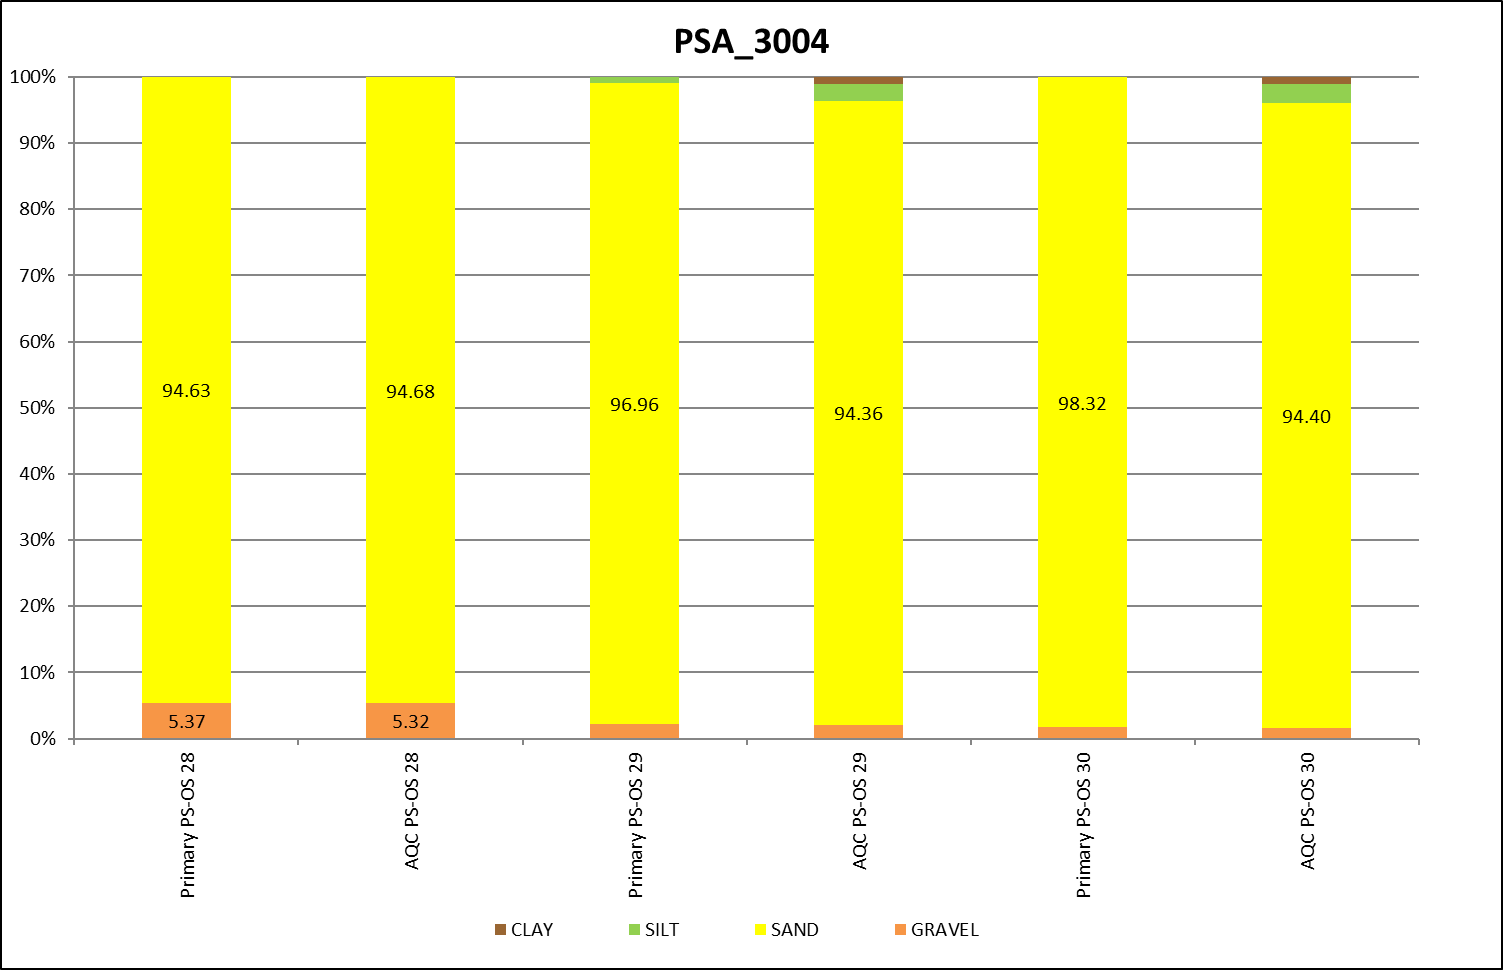 PSA_3004
100%
90%
80%
70%
60%
50%
40%
30%
20%
10%
0%
94.63
94.68
96.96
94.36
98.32
94.40
5.37
5.32
Primary PS-OS 28
AQC PS-OS 28
Primary PS-OS 29
AQC PS-OS 29
Primary PS-OS 30
AQC PS-OS 30
CLAY
SILT
SAND
GRAVEL